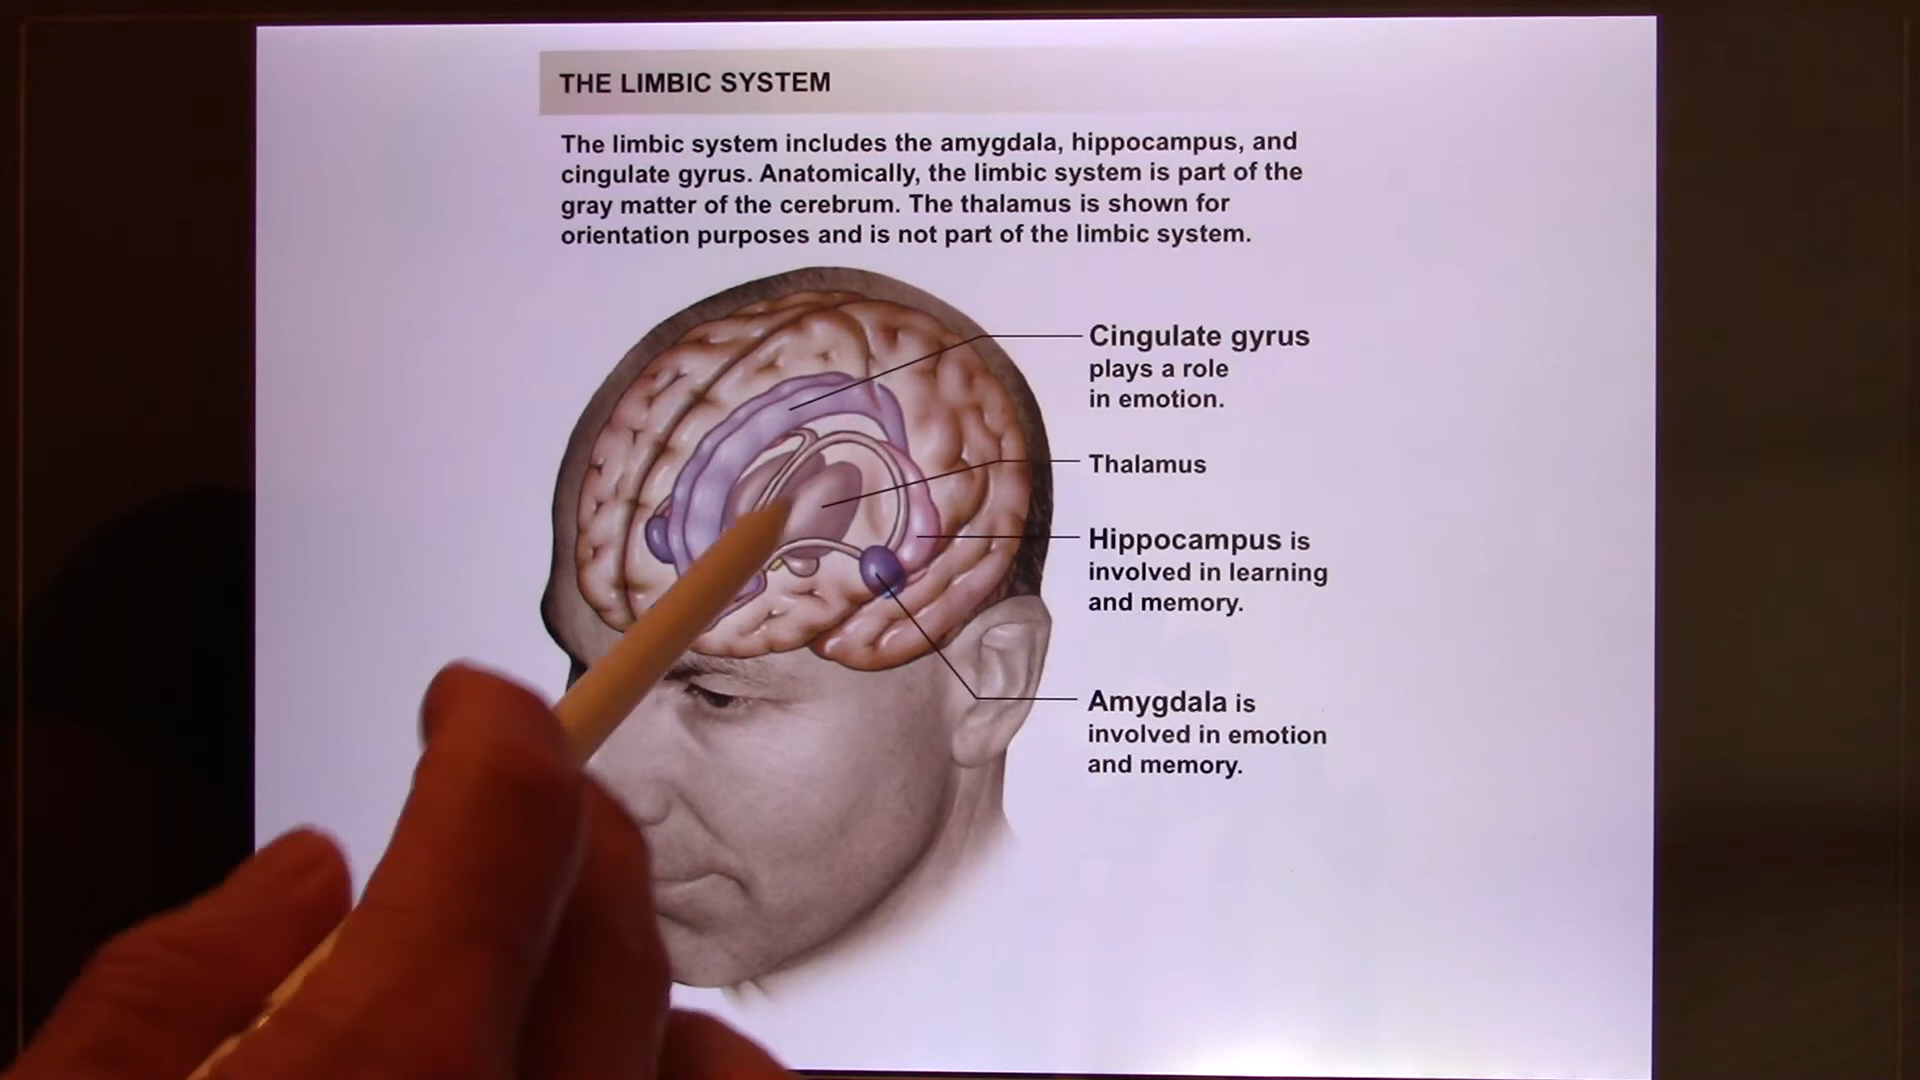 THE LIMBIC SYSTEM
The limbic system includes the amygdala, hippocampus, and
cingulate gyrus. Anatomically, the limbic system is part of the
gray matter of the cerebrum. The thalamus is shown for
orientation purposes and is not part of the limbic system.
Cingulate gyrus
plays a role
in emotion.
Thalamus
Hippocampus is
involved in learning
and memory.
Amygdala is
involved in emotion
and memory.